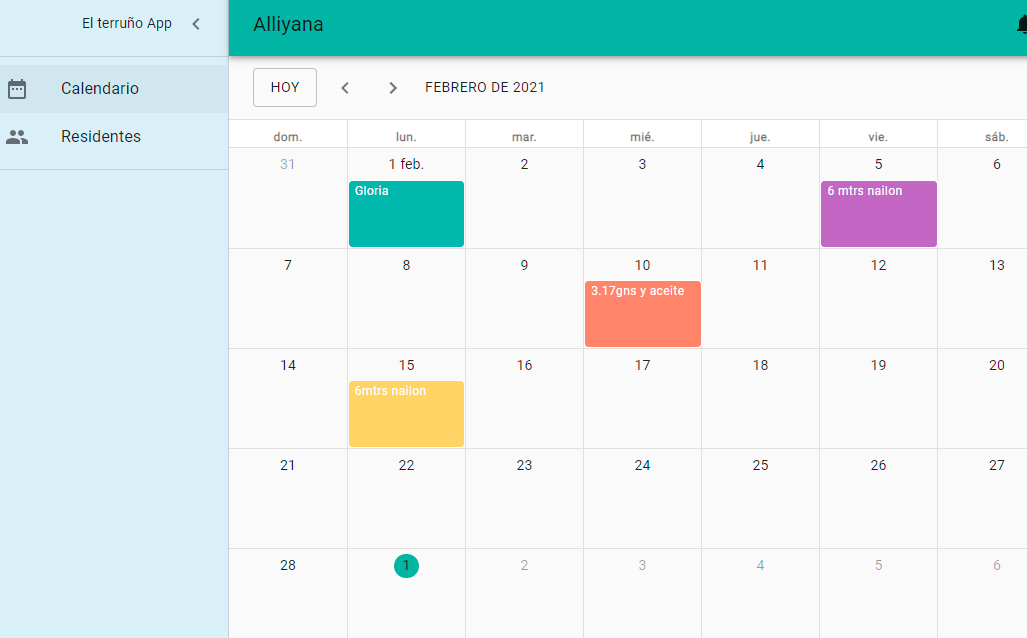 El terruño App
Alliyana
Calendario
Residentes
HOY
FEBRERO DE 2021
dom. lun. mar. mié. jue. vie. sáb.
31 1 feb. 2 3 4 5 6
Gloria
6 mtrs nailon
7 8 9 10 11 12 13
3.17gns y aceite
14 15 16 17 18 19 20
6mtrs nailon
21 22 23 24 25 26 27
28 1 2 3 4 5 6